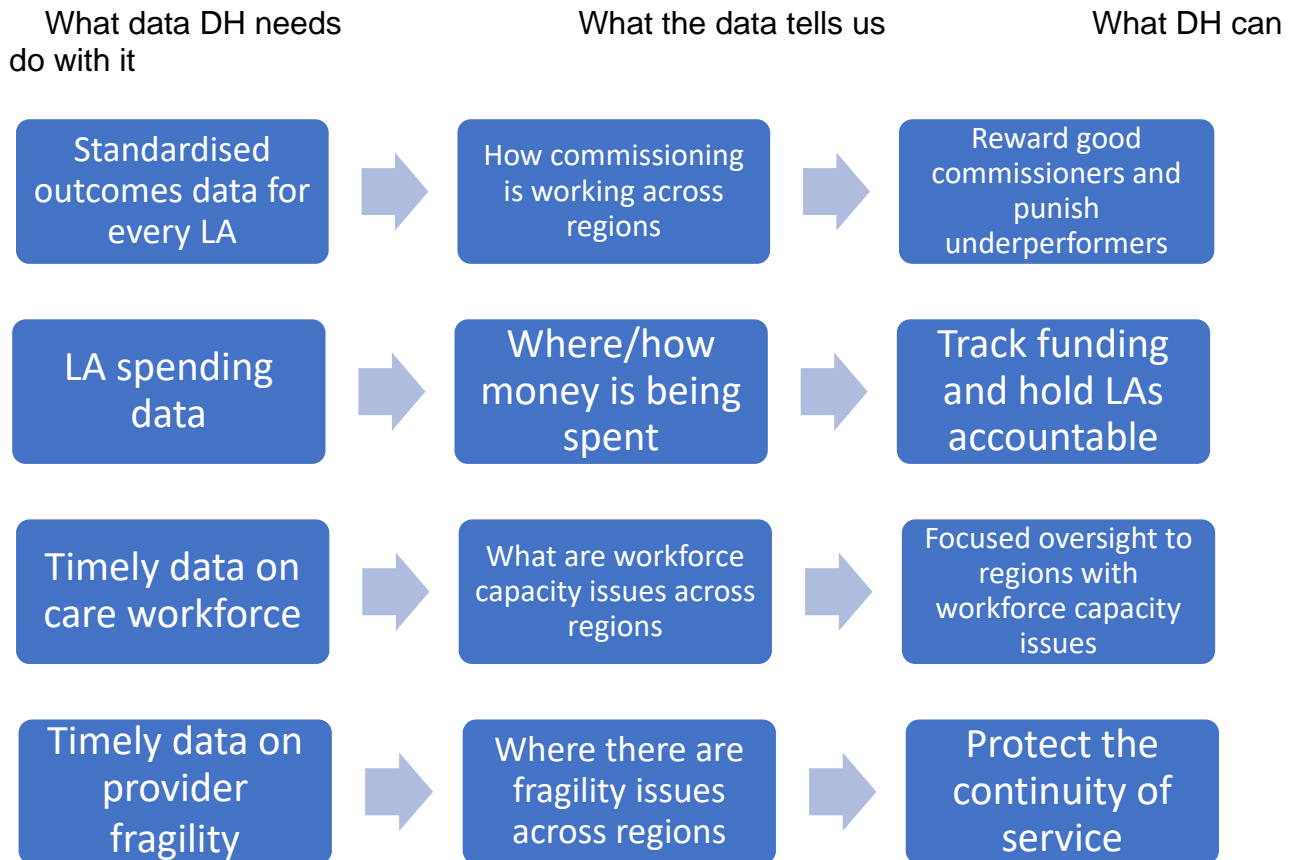 What data DH needs What the data tells us What DH can
do with it
Standardised
outcomes data for
every LA
How commissioning
is working across
regions
Reward good
commissioners and
punish
underperformers
LA spending
data
Where/how
money is being
spent
Track funding
and hold LAs
accountable
Timely data on
care workforce
What are workforce
capacity issues across
regions
Focused oversight to
regions with
workforce capacity
issues
Timely data on
provider
fragility
Where there are
fragility issues
across regions
Protect the
continuity of
service